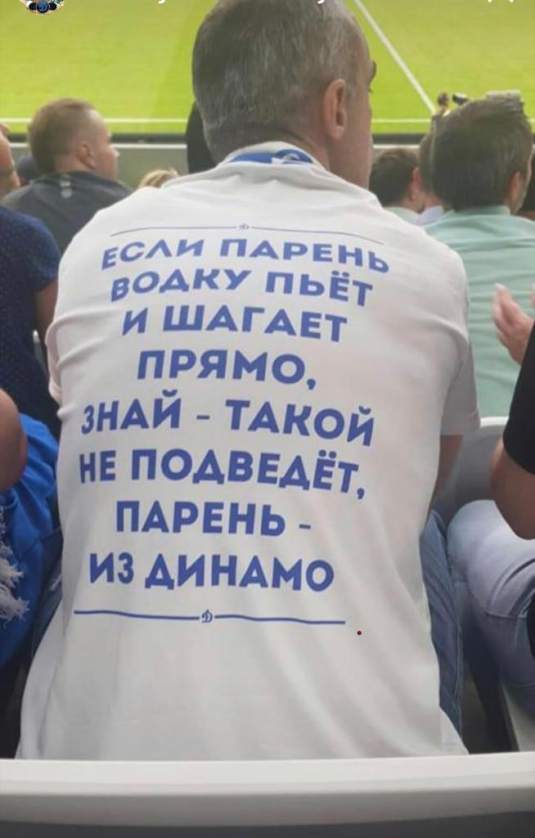 ЕСЛИ ПАРЕНЬ
ВОДКУ ПЬЁТ
И ШАГАЕТ
ПРЯМО,
ЗНАЙ - ТАКОЙ
НЕ ПОДВЕДЁТ,
ПАРЕНЬ -
ИЗ ДИНАМО